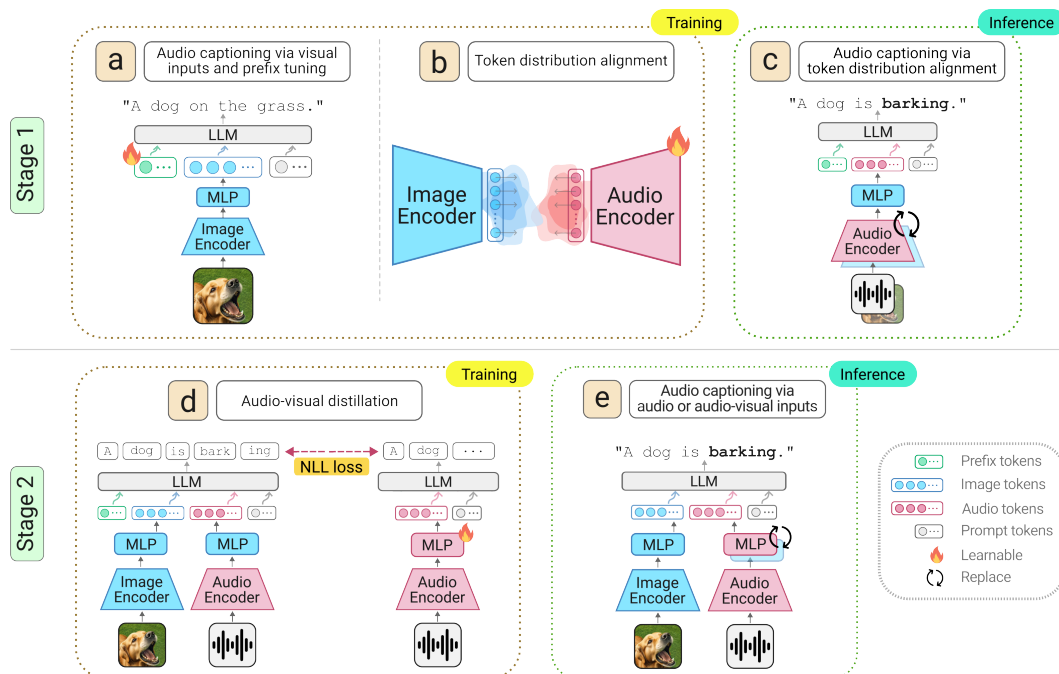 Training
Inference
Stage 1
a
Audio captioning via visual
inputs and prefix tuning
b
Token distribution alignment
c
Audio captioning via
token distribution alignment
"A dog on the grass."
LLM
MLP
Image
Encoder
Image
Encoder
Audio
Encoder
"A dog is barking."
LLM
MLP
Audio
Encoder
Training
Inference
Stage 2
d
Audio-visual distillation
e
Audio captioning via
audio or audio-visual inputs
A dog is bark ing
NLL loss
A dog ...
LLM
LLM
MLP
MLP
MLP
Image
Encoder
Audio
Encoder
Audio
Encoder
"A dog is barking."
LLM
MLP
MLP
Image
Encoder
Audio
Encoder
Prefix tokens
Image tokens
Audio tokens
Prompt tokens
Learnable
Replace